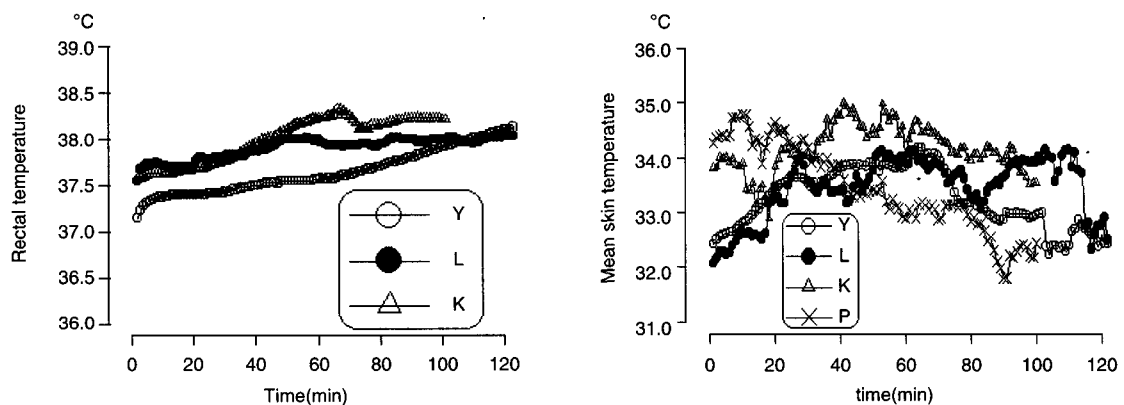 °C
39.0
38.5
38.0
37.5
37.0
36.5
36.0
Rectal temperature
0 20 40 60 80 100 120
Time(min)
Y
L
K
°C
36.0
35.0
34.0
33.0
32.0
31.0
Mean skin temperature
0 20 40 60 80 100 120
time(min)
Y
L
K
P